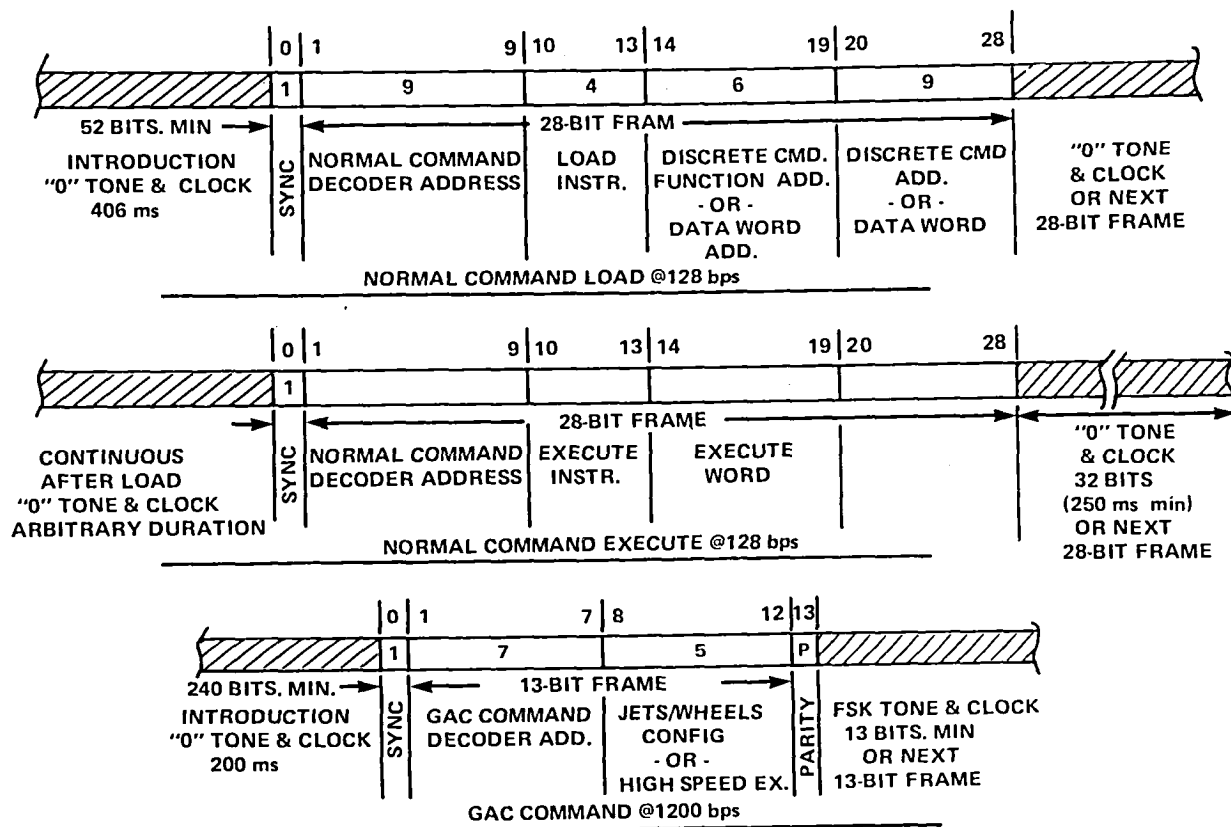 0 1 9 10 13 14 19 20 28
1 9 4 6 9
52 BITS. MIN
28-BIT FRAM
INTRODUCTION
"0" TONE & CLOCK
406 ms
SYNC
NORMAL COMMAND
DECODER ADDRESS
LOAD
INSTR.
DISCRETE CMD.
FUNCTION ADD.
- OR -
DATA WORD
ADD.
DISCRETE CMD
ADD.
- OR -
DATA WORD
"0" TONE
& CLOCK
OR NEXT
28-BIT FRAME
NORMAL COMMAND LOAD @128 bps
0 1 9 10 13 14 19 20 28
1
28-BIT FRAME
CONTINUOUS
AFTER LOAD
"0" TONE & CLOCK
ARBITRARY DURATION
SYNC
NORMAL COMMAND
DECODER ADDRESS
EXECUTE
INSTR.
EXECUTE
WORD
"0" TONE
& CLOCK
32 BITS
(250 ms min)
OR NEXT
28-BIT FRAME
NORMAL COMMAND EXECUTE @128 bps
0 1 7 8 12 13
1 7 5 P
240 BITS. MIN.
13-BIT FRAME
INTRODUCTION
"0" TONE & CLOCK
200 ms
SYNC
GAC COMMAND
DECODER ADD.
JETS/WHEELS
CONFIG
- OR -
HIGH SPEED EX.
PARITY
FSK TONE & CLOCK
13 BITS. MIN
OR NEXT
13-BIT FRAME
GAC COMMAND @1200 bps